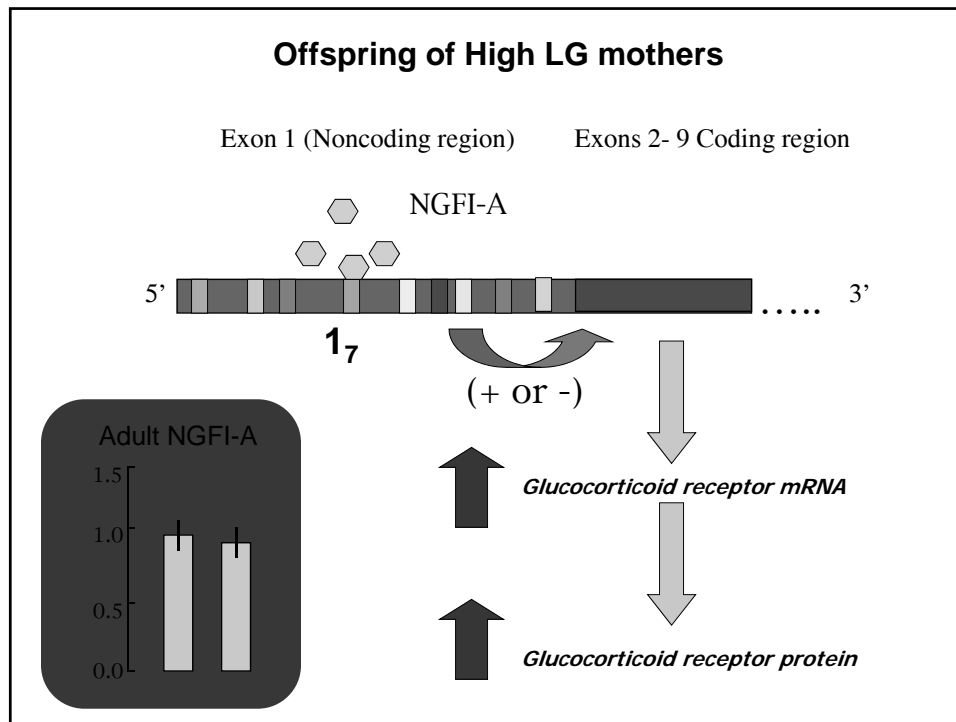 Offspring of High LG mothers
Exon 1 (Noncoding region) Exons 2- 9 Coding region
NGFI-A
5’ ..... 3’
1₇
(+ or -)
Adult NGFI-A
1.5
1.0
0.5
0.0
Glucocorticoid receptor mRNA
Glucocorticoid receptor protein